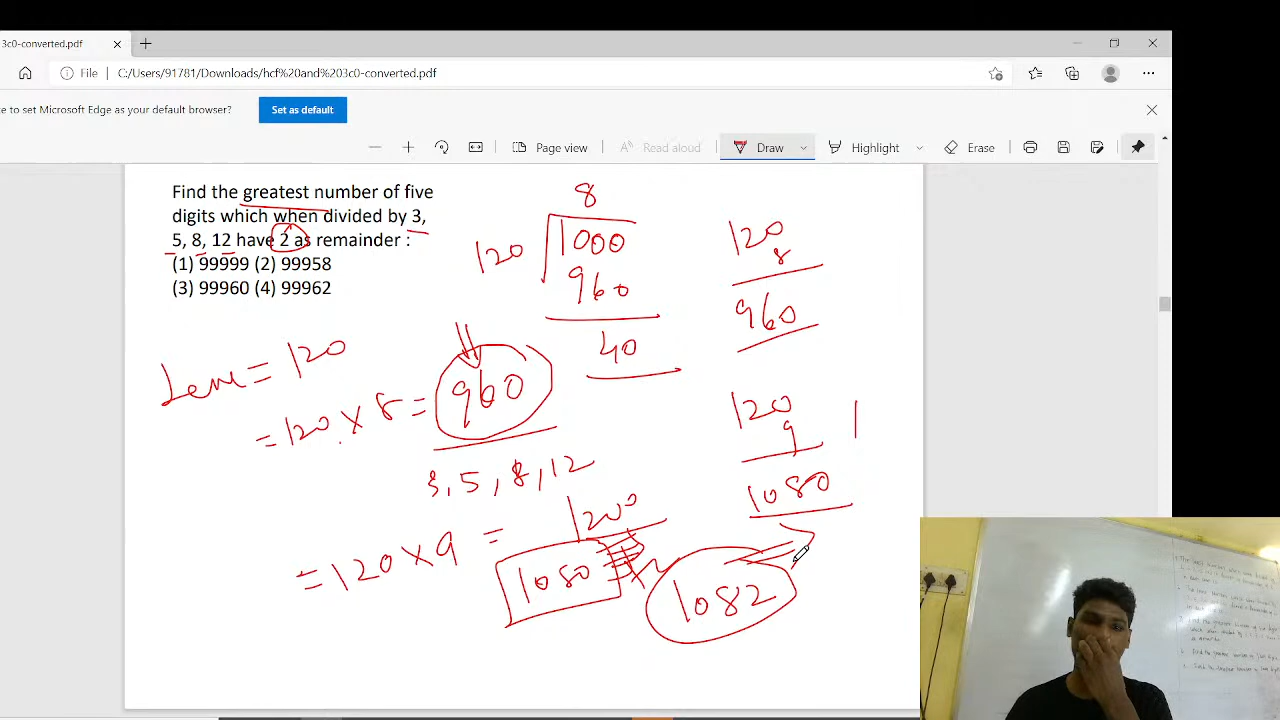 3c0-converted.pdf
File C:/Users/91781/Downloads/hcf%20and%203c0-converted.pdf
e to set Microsoft Edge as your default browser? Set as default
Page view Read aloud Draw Highlight Erase
Find the greatest number of five
digits which when divided by 3,
5, 8, 12 have 2 as remainder :
(1) 99999 (2) 99958
(3) 99960 (4) 99962
8
120 1000
960
40
120
8
960
= 120
= 120 × 8 = 960
3, 5, 8, 12
120
9
1080
1200
= 120 × 9 = 1080
1082